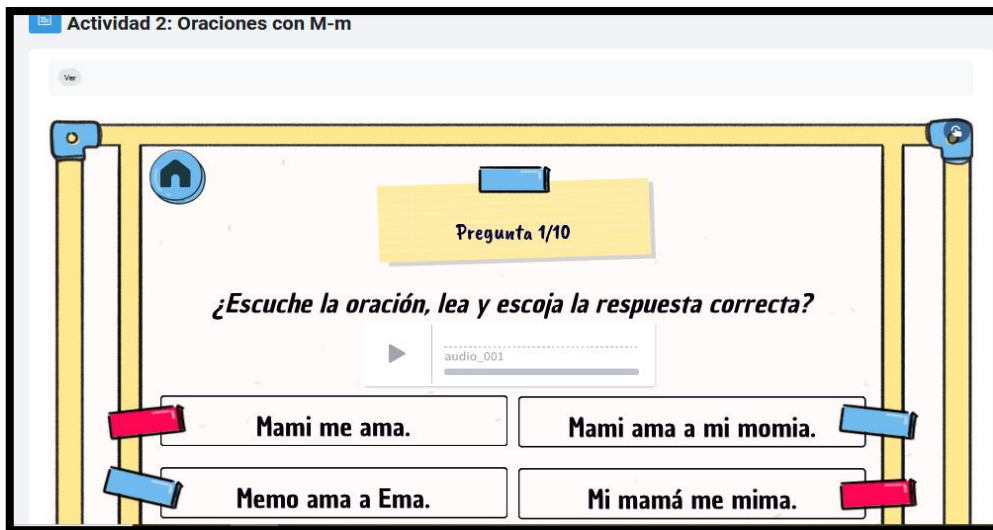 Actividad 2: Oraciones con M-m
Ver
Pregunta 1/10
¿Escuche la oración, lea y escoja la respuesta correcta?
audio_001
Mami me ama.
Mami ama a mi momia.
Memo ama a Ema.
Mi mamá me mima.